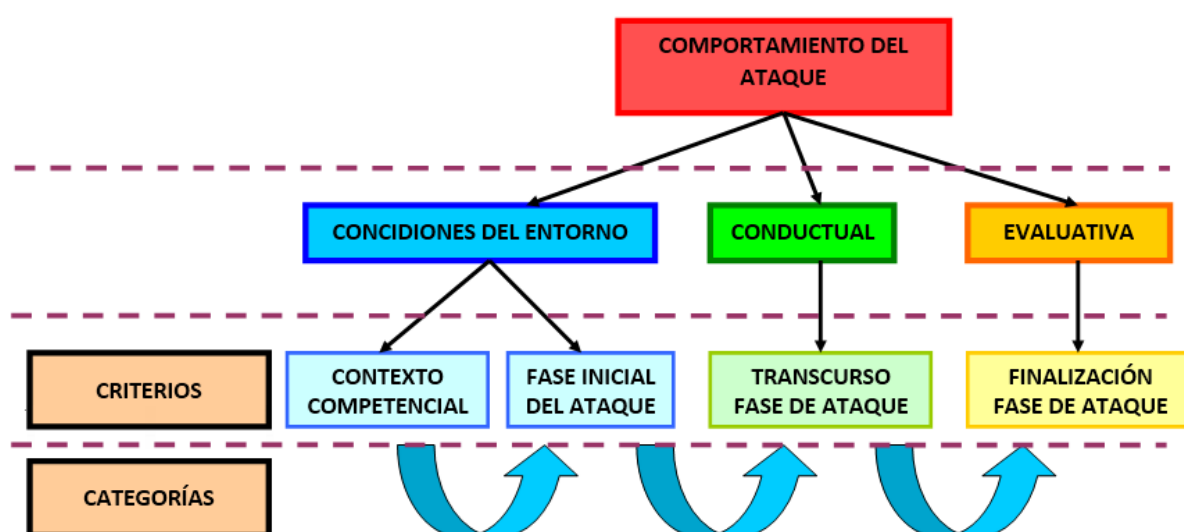 COMPORTAMIENTO DEL
ATAQUE
CONCIDIONES DEL ENTORNO
CONDUCTUAL
EVALUATIVA
CRITERIOS
CONTEXTO
COMPETENCIAL
FASE INICIAL
DEL ATAQUE
TRANSCURSO
FASE DE ATAQUE
FINALIZACIÓN
FASE DE ATAQUE
CATEGORÍAS